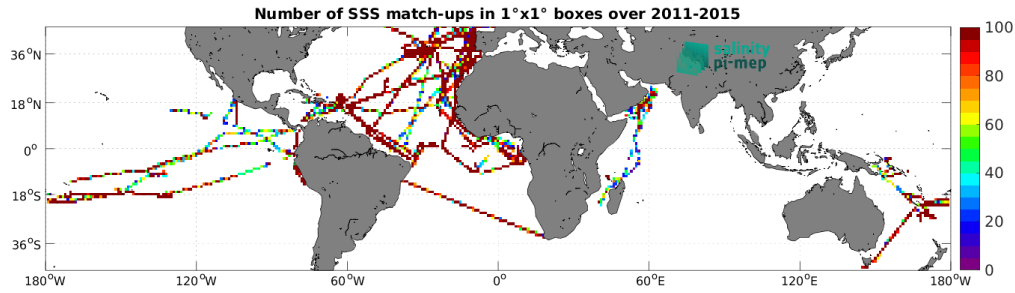 Number of SSS match-ups in 1°x1° boxes over 2011-2015
salinity
pi-mep
36°N
18°N
0°
18°S
36°S
180°W
120°W
60°W
0°
60°E
120°E
180°W
100
80
60
40
20
0